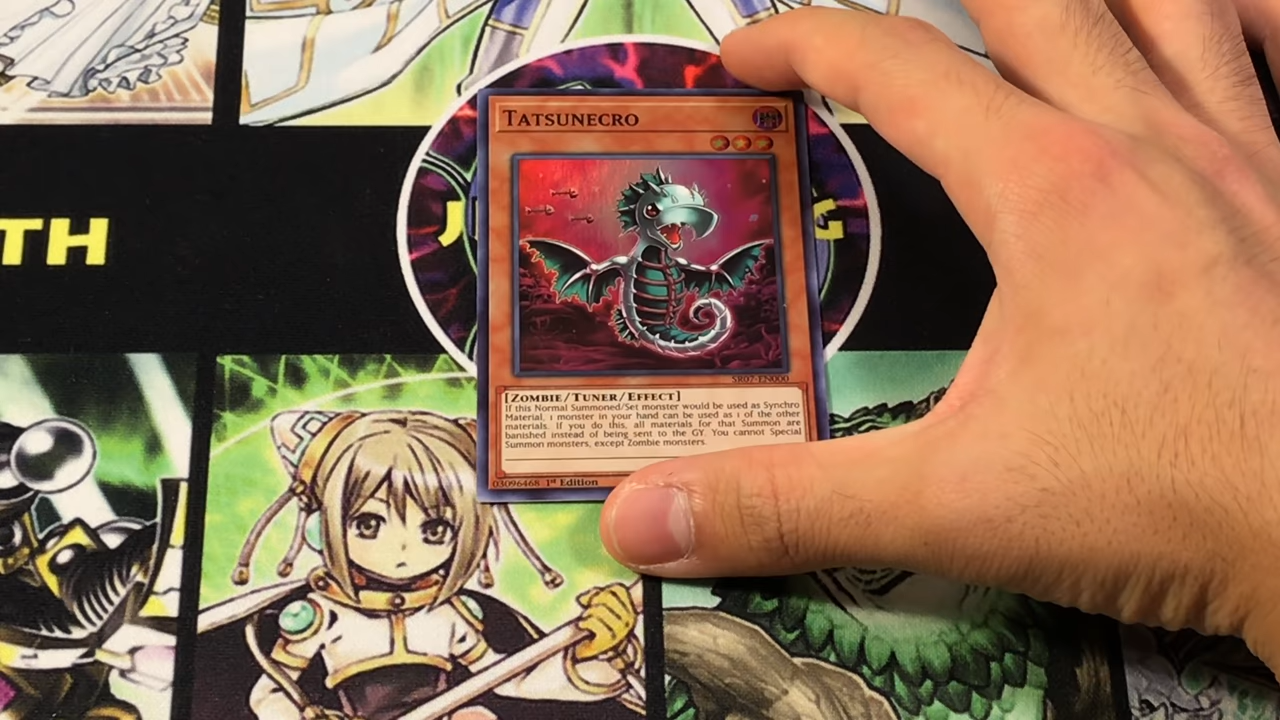 TATSUNECRO
TH
J
G
SR07-EN000
[ZOMBIE/TUNER/EFFECT]
If this Normal Summoned/Set monster would be used as Synchro
Material, 1 monster in your hand can be used as 1 of the other
materials. If you do this, all materials for that Summon are
banished instead of being sent to the GY. You cannot Special
Summon monsters, except Zombie monsters.
03096468 1st Edition